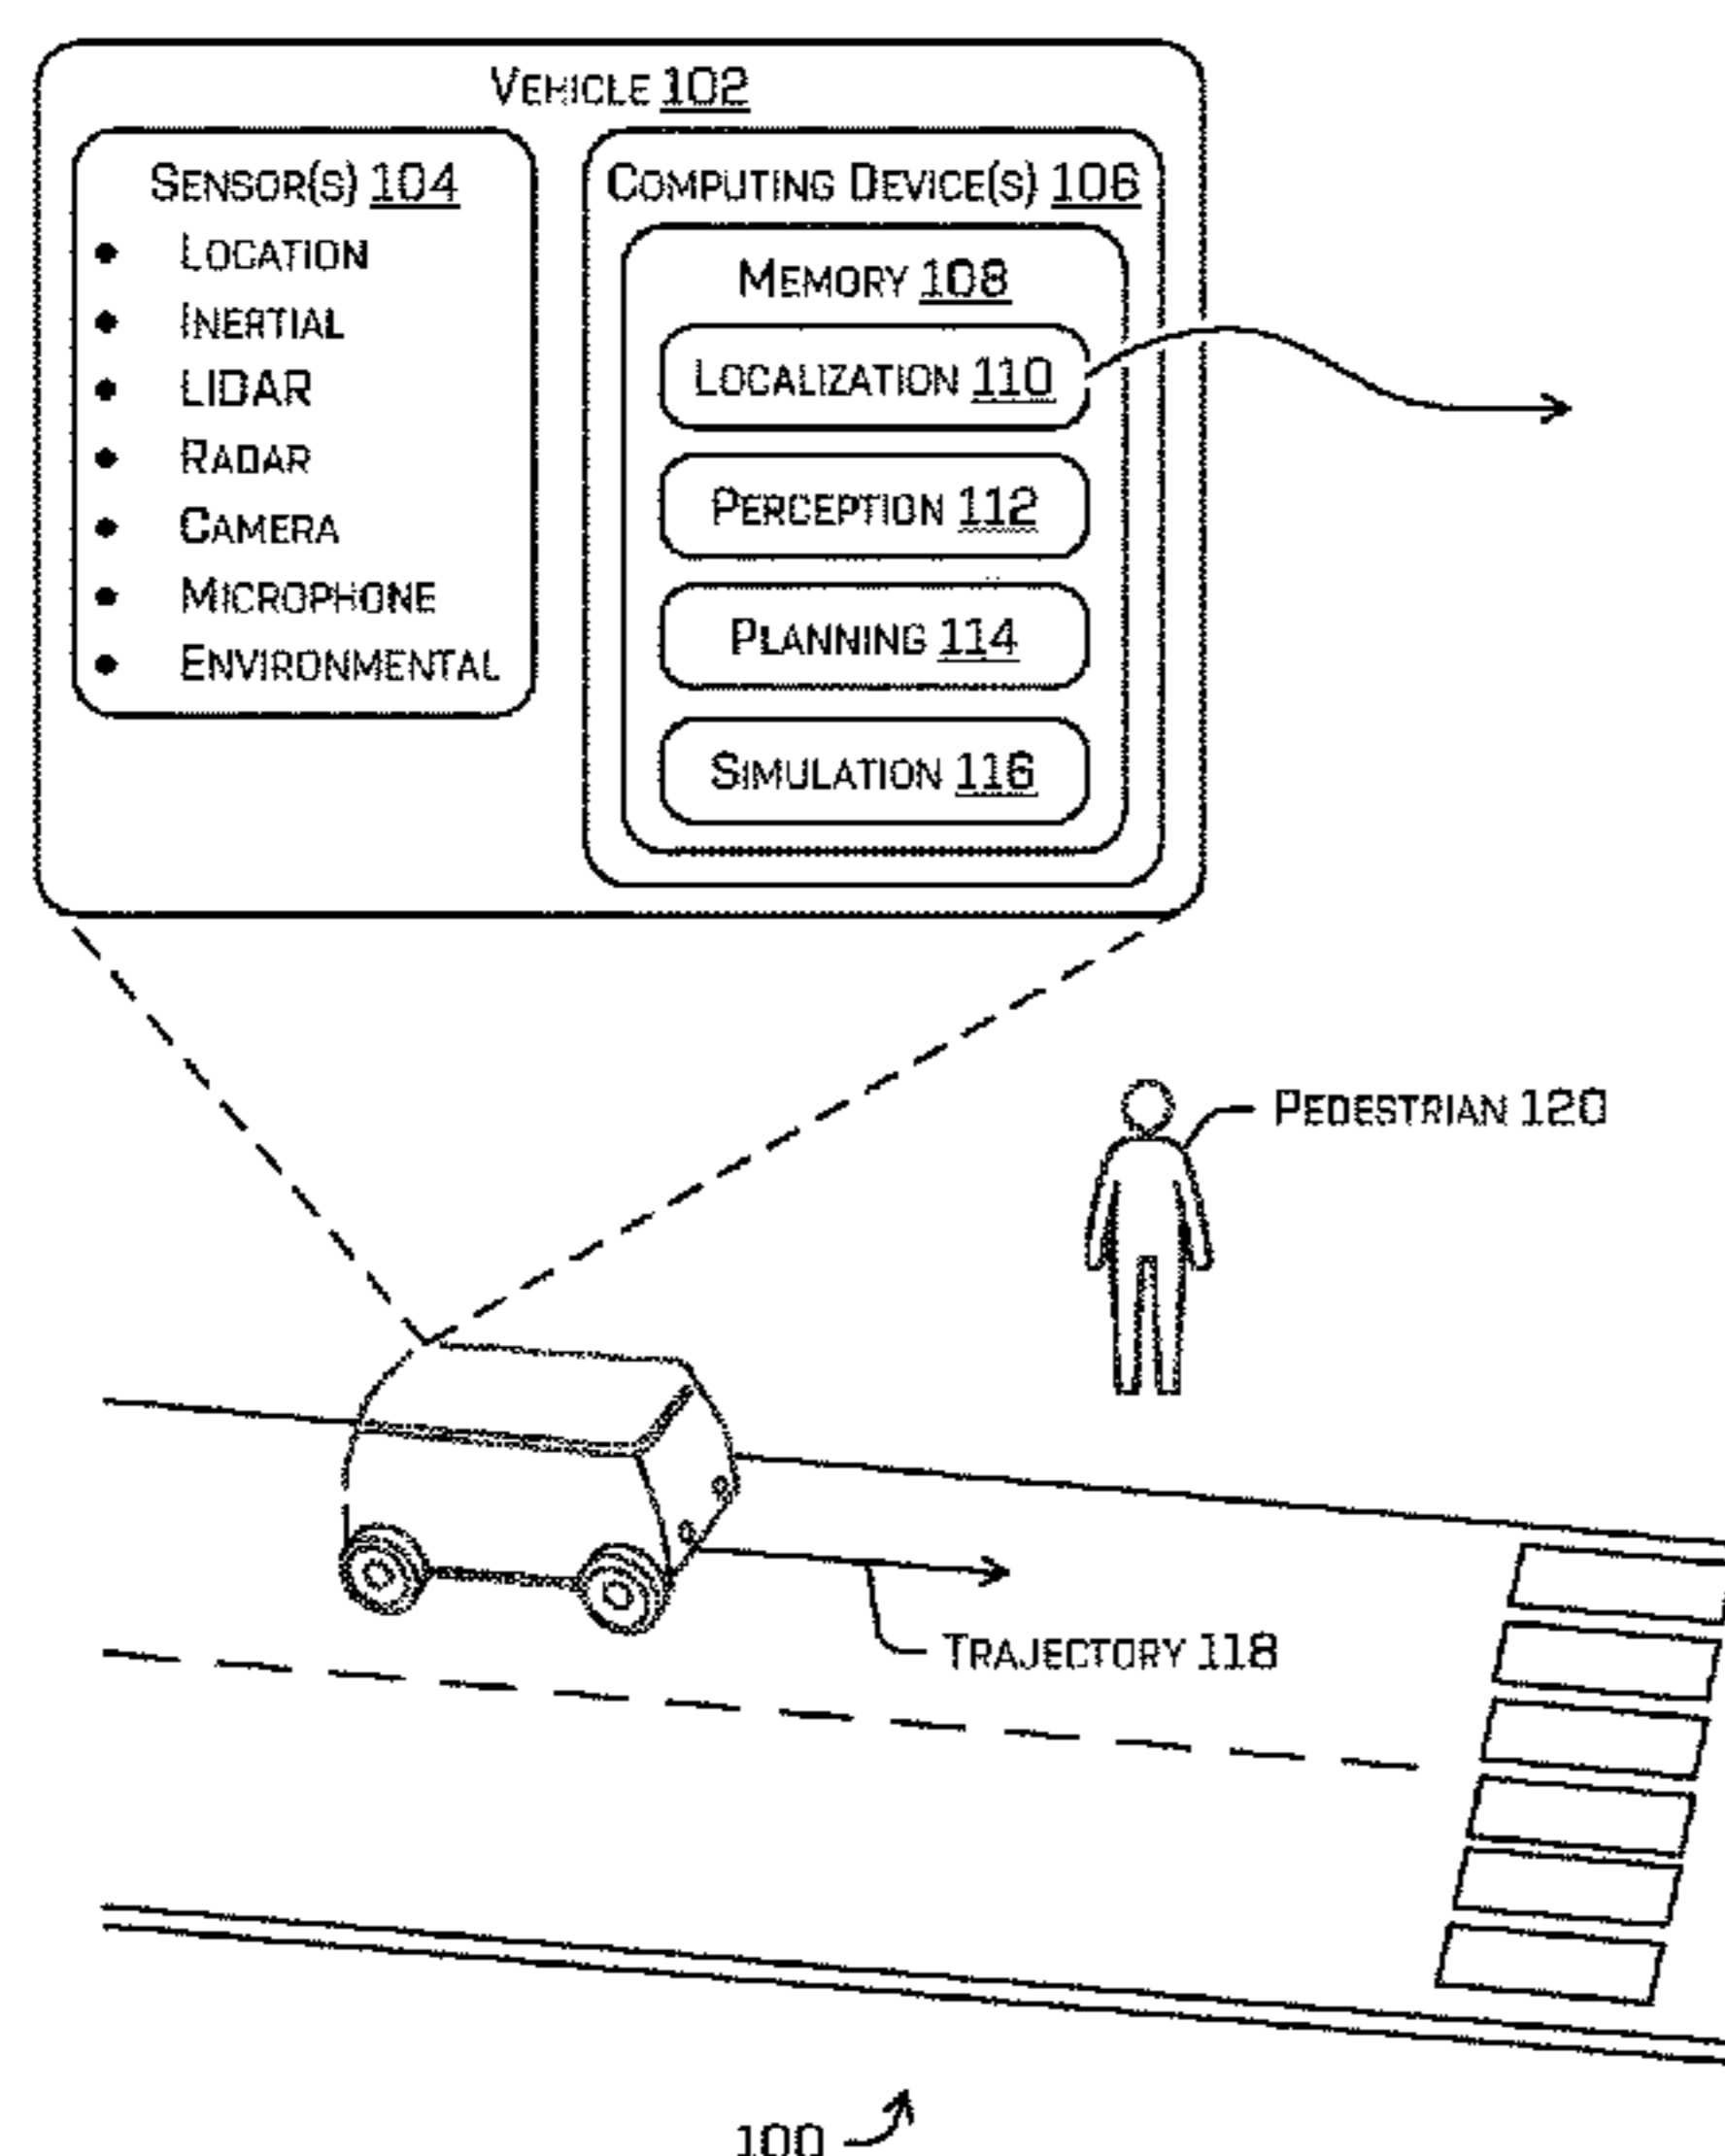 VEHICLE 102
SENSOR(S) 104
• LOCATION
• INERTIAL
• LIDAR
• RADAR
• CAMERA
• MICROPHONE
• ENVIRONMENTAL
COMPUTING DEVICE(S) 106
MEMORY 108
LOCALIZATION 110
PERCEPTION 112
PLANNING 114
SIMULATION 116
PEDESTRIAN 120
TRAJECTORY 118
100